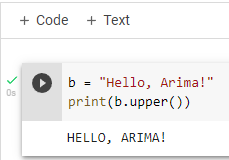 + Code + Text
0s
b = "Hello, Arima!"
print(b.upper())
HELLO, ARIMA!